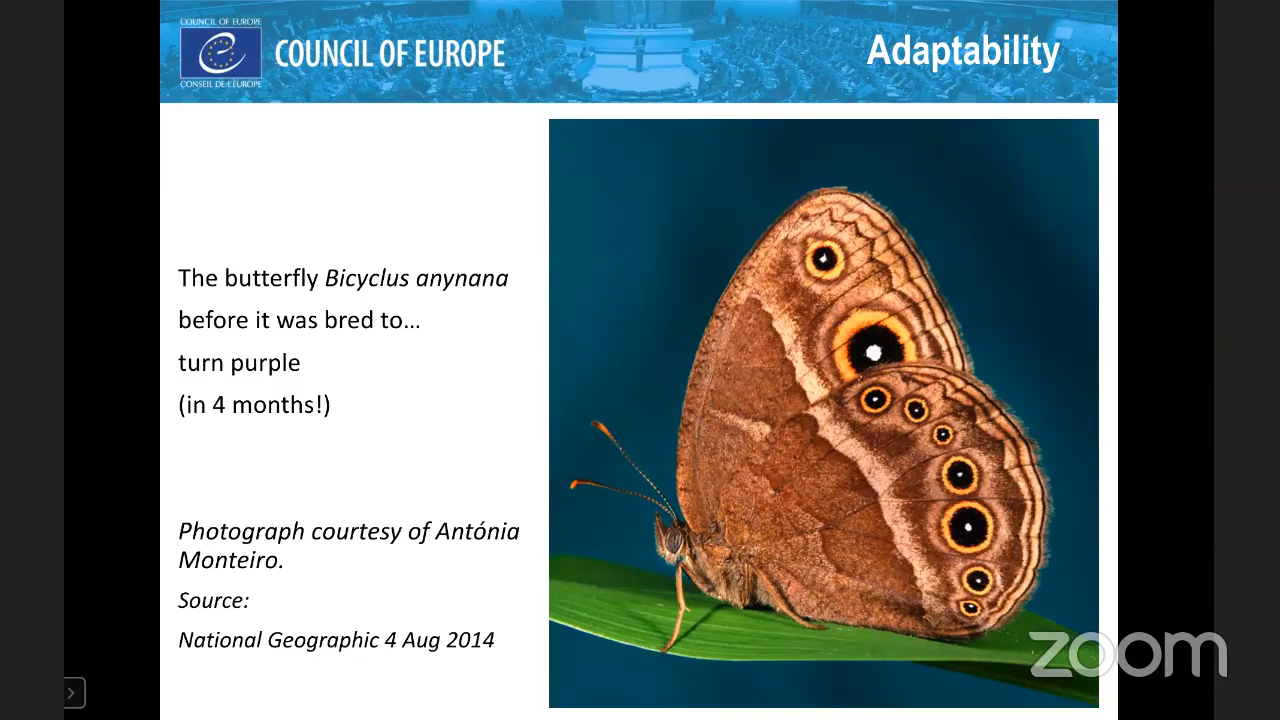 COUNCIL OF EUROPE
COUNCIL OF EUROPE
CONSEIL DE L'EUROPE
Adaptability
The butterfly Bicyclus anynana
before it was bred to…
turn purple
(in 4 months!)
Photograph courtesy of Antónia
Monteiro.
Source:
National Geographic 4 Aug 2014
zoom